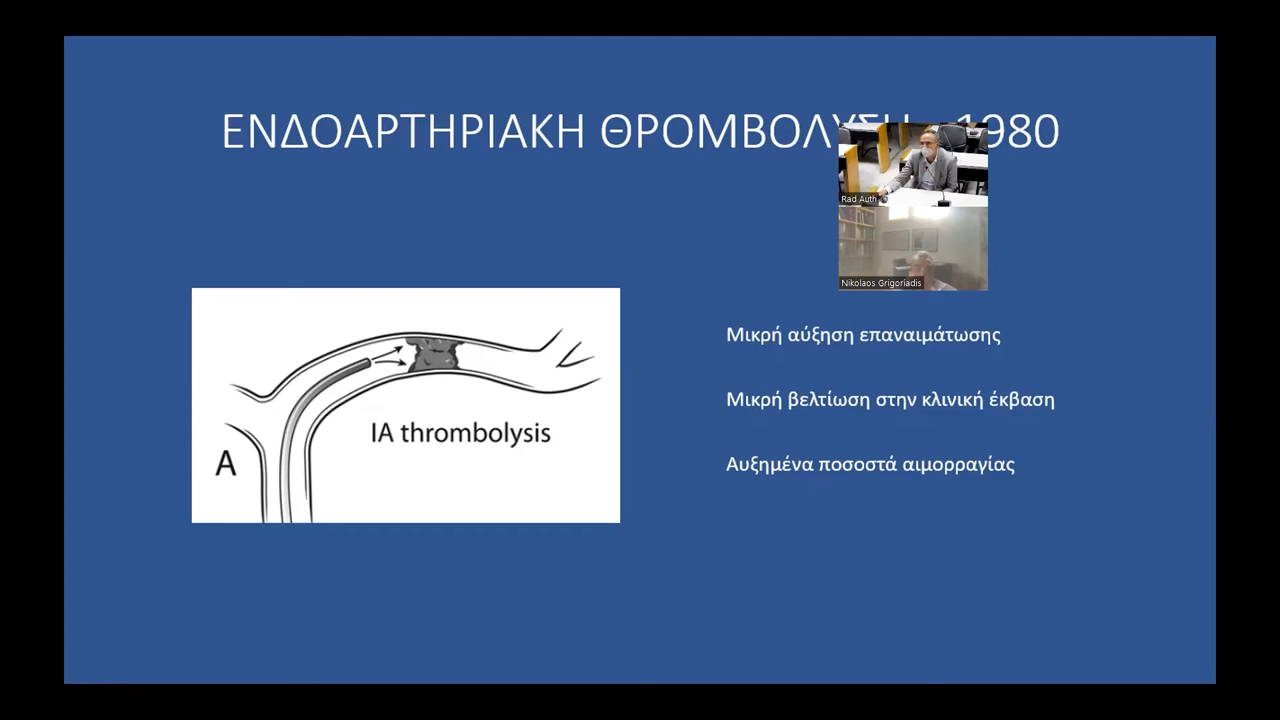 ΕΝΔΟΑΡΤΗΡΙΑΚΗ 1980
Rad Auth
Nikolaos Grigoriadis
Μικρή αύξηση επαναιμάτωσης
Μικρή βελτίωση στην κλινική έκβαση
Αυξημένα ποσοστά αιμορραγίας
IA thrombolysis
A